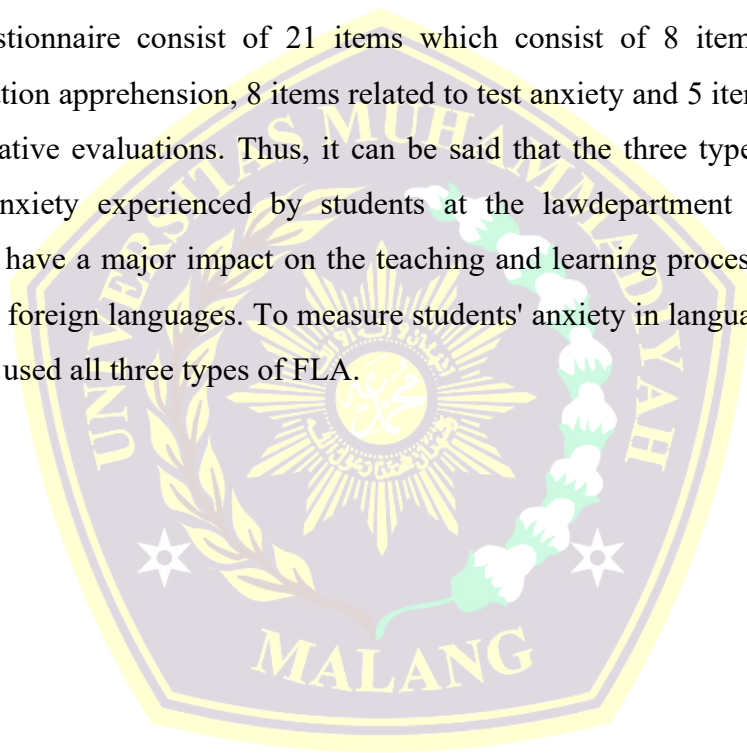 stionnaire consist of 21 items which consist of 8 item
tion apprehension, 8 items related to test anxiety and 5 iter
ative evaluations. Thus, it can be said that the three type
nxiety experienced by students at the lawdepartment
have a major impact on the teaching and learning proces
foreign languages. To measure students' anxiety in langua
used all three types of FLA.
UNIVERSITAS MUHAMMADYAH
MALANG